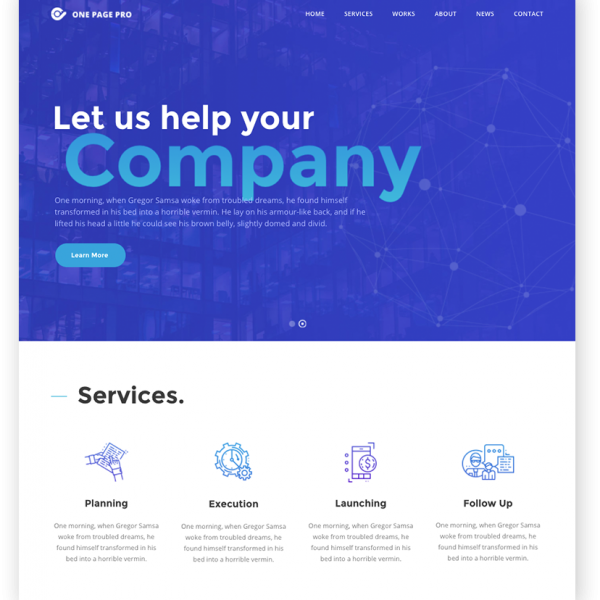 ONE PAGE PRO
HOME SERVICES WORKS ABOUT NEWS CONTACT
Let us help your
Company
One morning, when Gregor Samsa woke from troubled dreams, he found himself
transformed in his bed into a horrible vermin. He lay on his armour-like back, and if he
lifted his head a little he could see his brown belly, slightly domed and divid.
Learn More
Services.
Planning
One morning, when Gregor Samsa
woke from troubled dreams, he
found himself transformed in his
bed into a horrible vermin.
Execution
One morning, when Gregor Samsa
woke from troubled dreams, he
found himself transformed in his
bed into a horrible vermin.
Launching
One morning, when Gregor Samsa
woke from troubled dreams, he
found himself transformed in his
bed into a horrible vermin.
Follow Up
One morning, when Gregor Samsa
woke from troubled dreams, he
found himself transformed in his
bed into a horrible vermin.